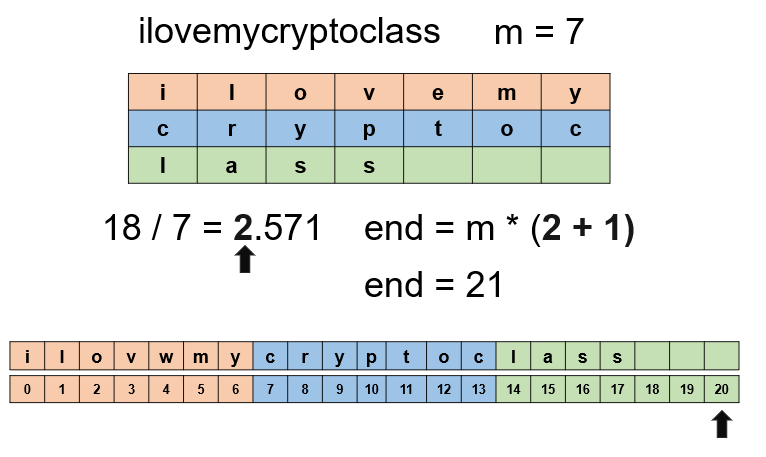 ilovemycryptoclass m = 7
i l o v e m y
c r y p t o c
l a s s
18 / 7 = 2.571 end = m * (2 + 1)
end = 21
i l o v w m y c r y p t o c l a s s
0 1 2 3 4 5 6 7 8 9 10 11 12 13 14 15 16 17 18 19 20